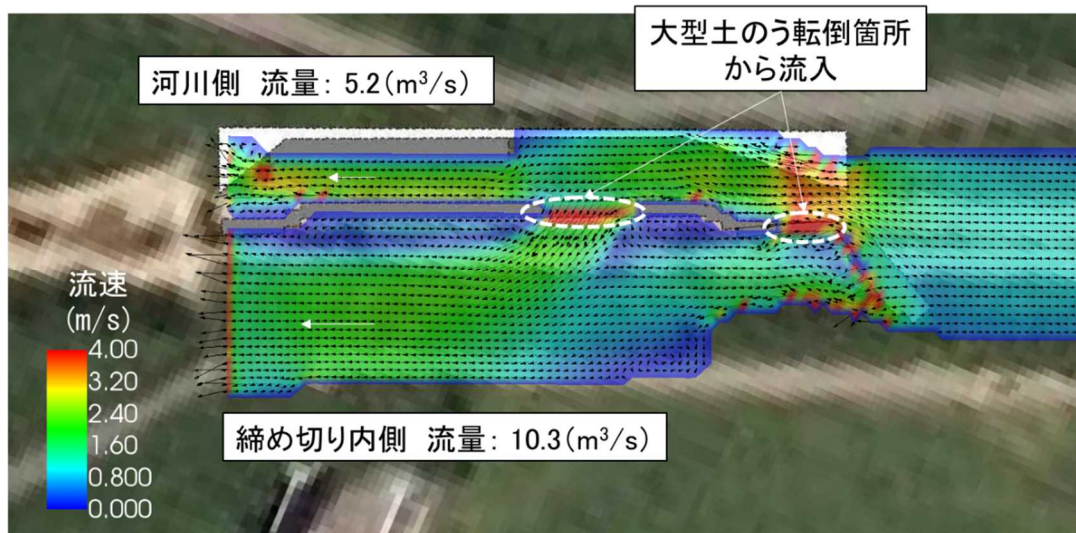 大型土のう転倒箇所
から流入
河川側 流量: 5.2(m³/s)
流速
(m/s)
4.00
3.20
2.40
1.60
0.800
0.000
締め切り内側 流量: 10.3(m³/s)